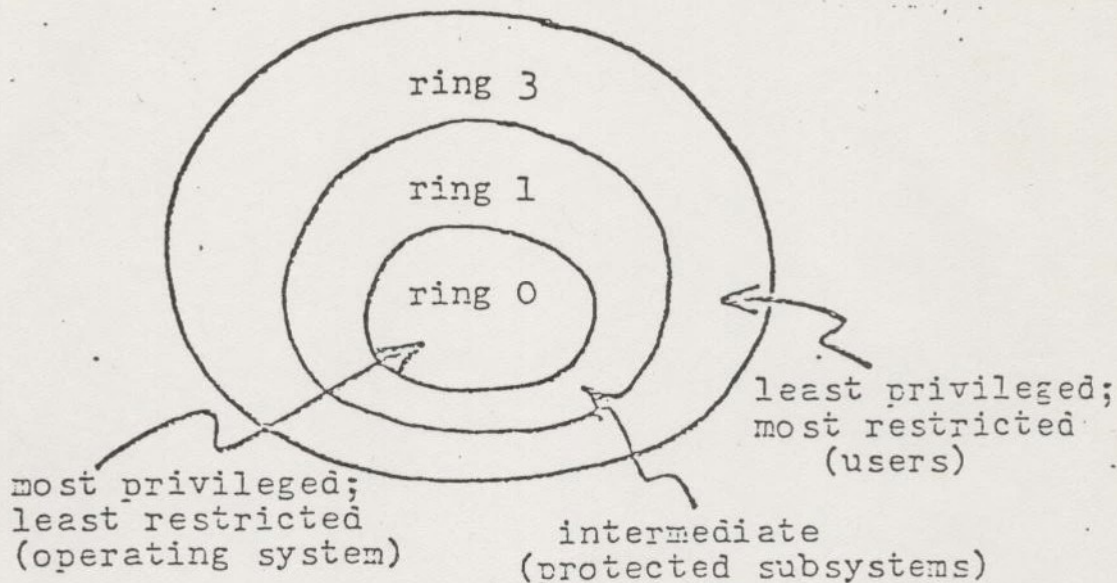 ring 3
ring 1
ring 0
least privileged;
most restricted
(users)
most privileged;
least restricted
(operating system)
intermediate
(protected subsystems)